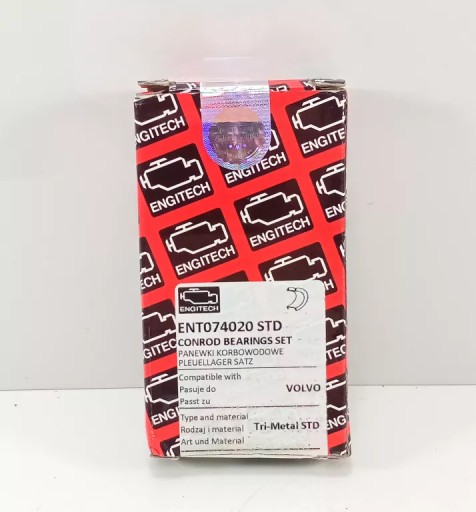 ENGITECH
ENGITECH
ENGITECH
ENGITECH
ENGITECH
ENGITECH
ENGITECH
ENT074020 STD
CONROD BEARINGS SET
PANEWKI KORBOWODOWE
PLEUELLAGER SATZ
Compatible with
Pasuje do VOLVO
Passt zu
Type and material
Rodzaj i materiał Tri-Metal STD
Art und Material